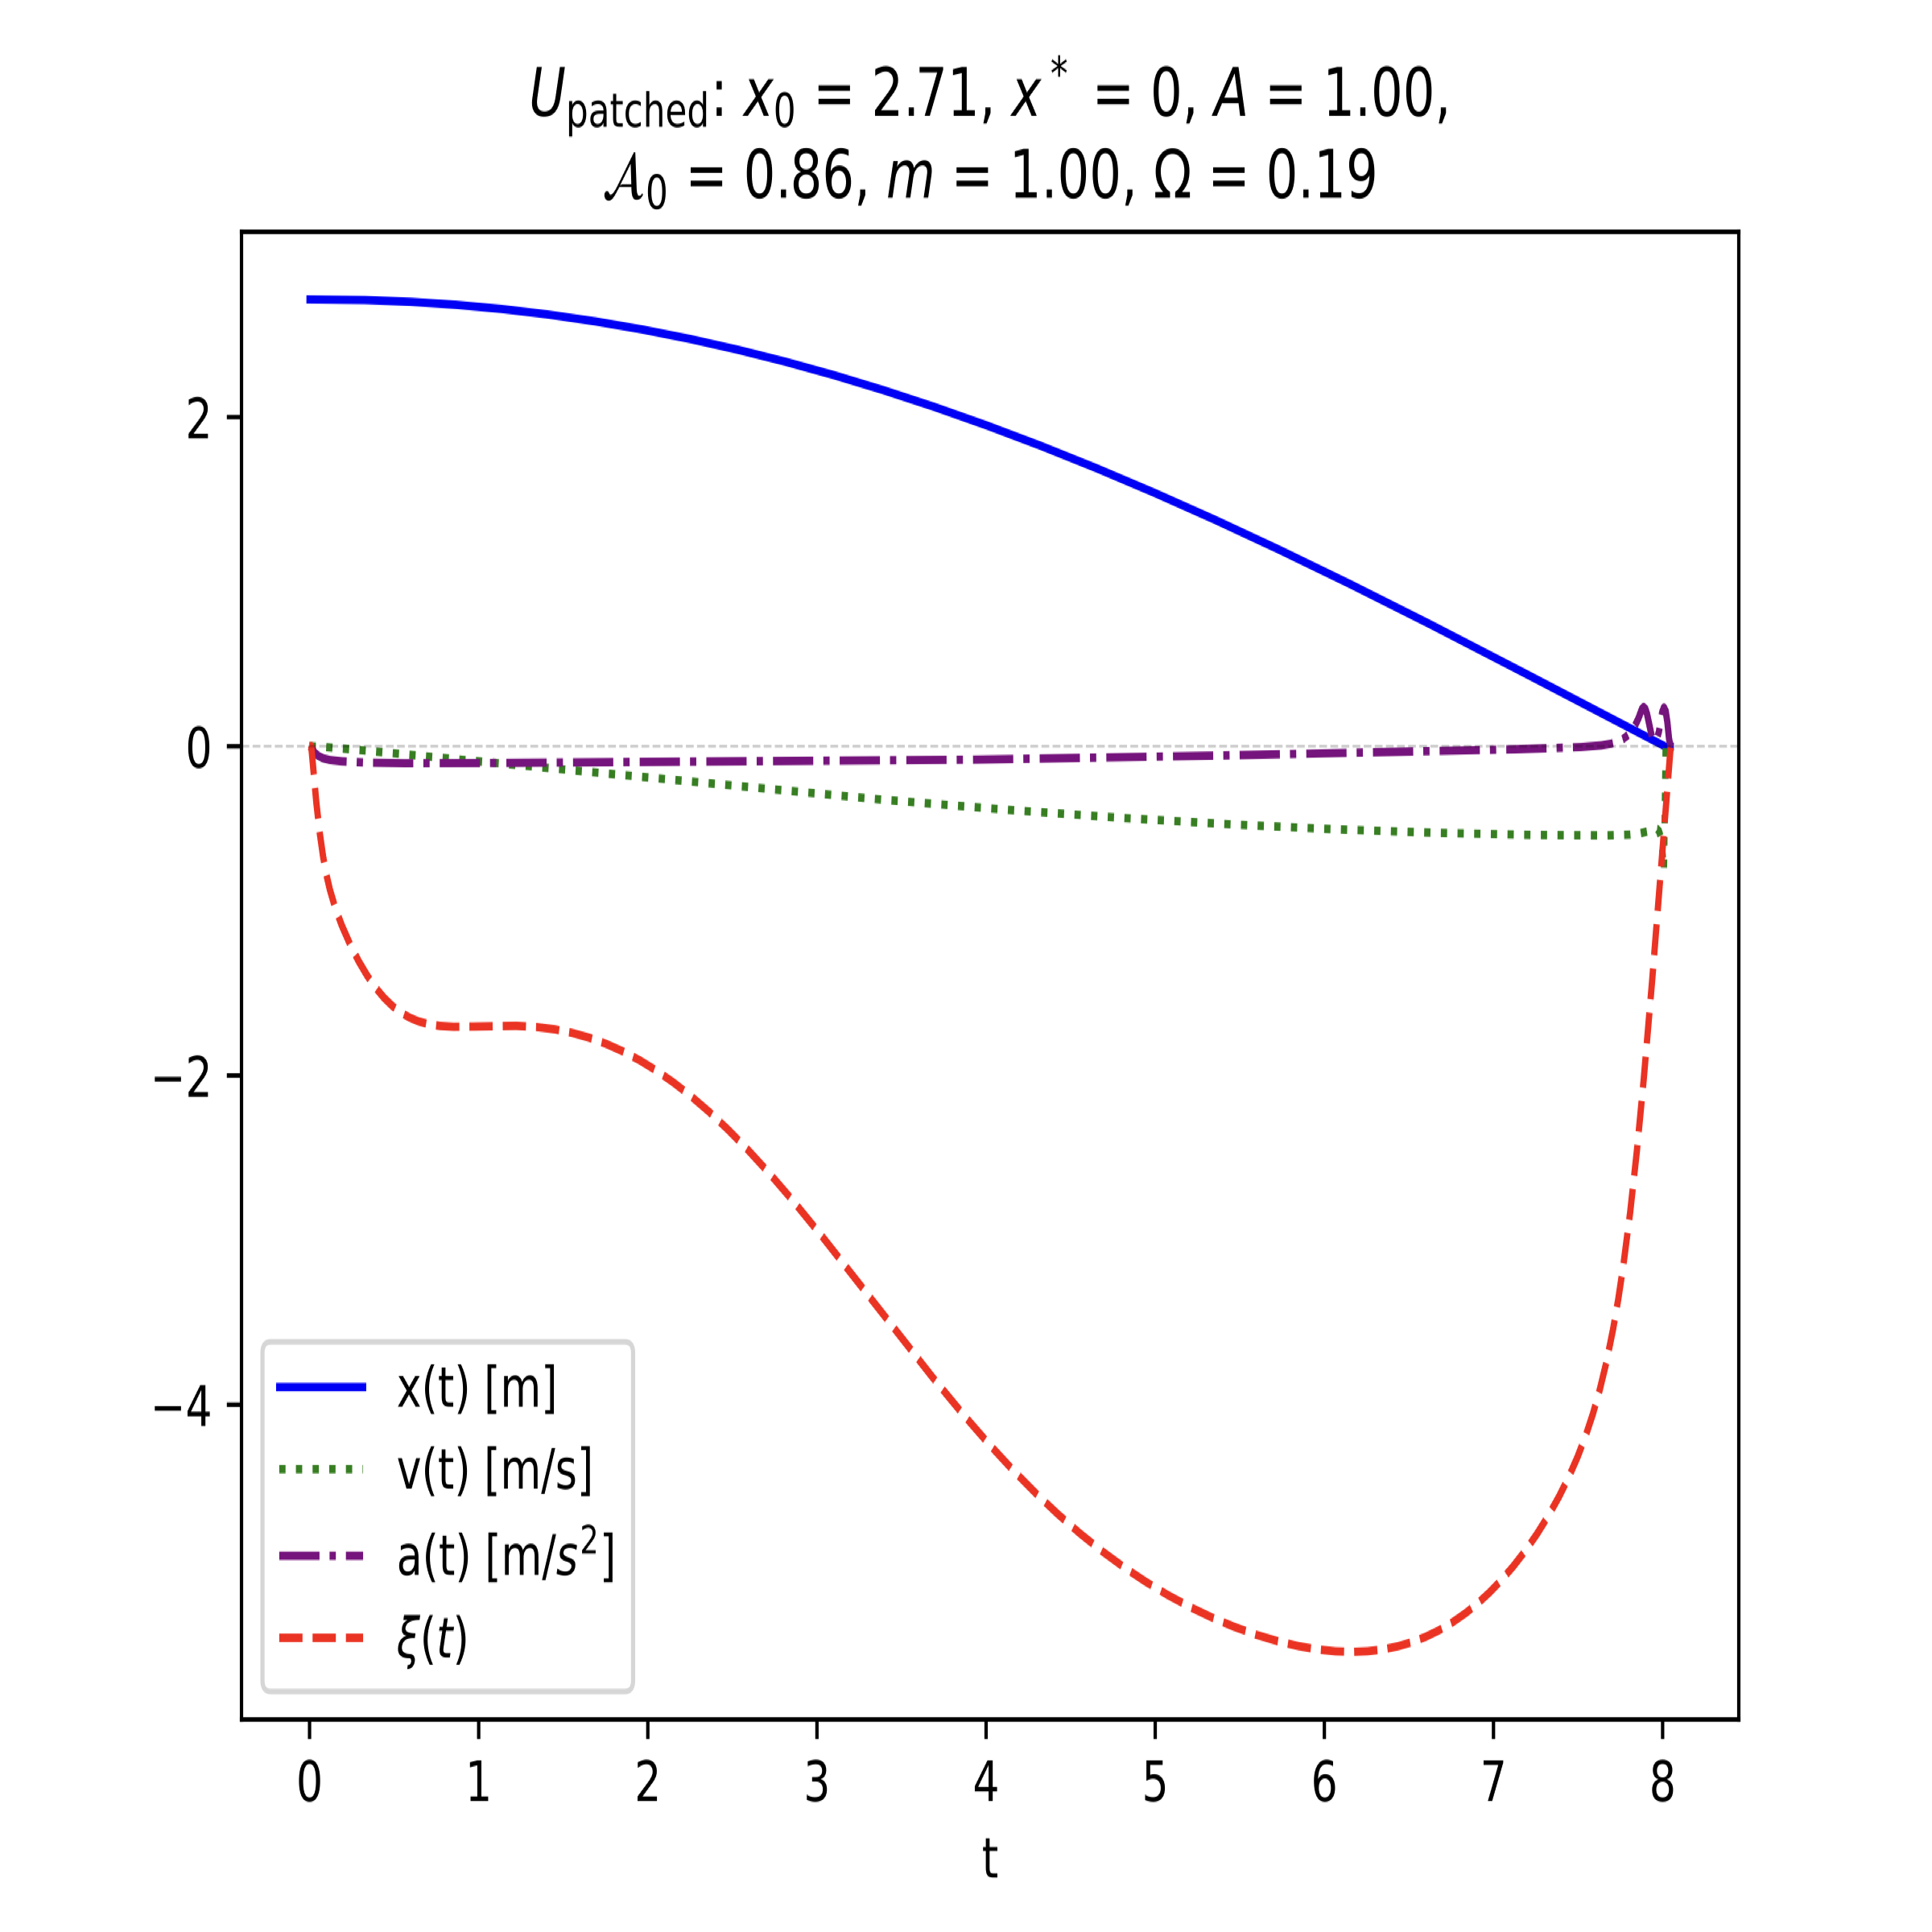 U_patched: x₀ = 2.71, x* = 0, A = 1.00,
𝒜₀ = 0.86, m = 1.00, Ω = 0.19
2
0
−2
−4
x(t) [m]
v(t) [m/s]
a(t) [m/s²]
ξ(t)
0 1 2 3 4 5 6 7 8
t